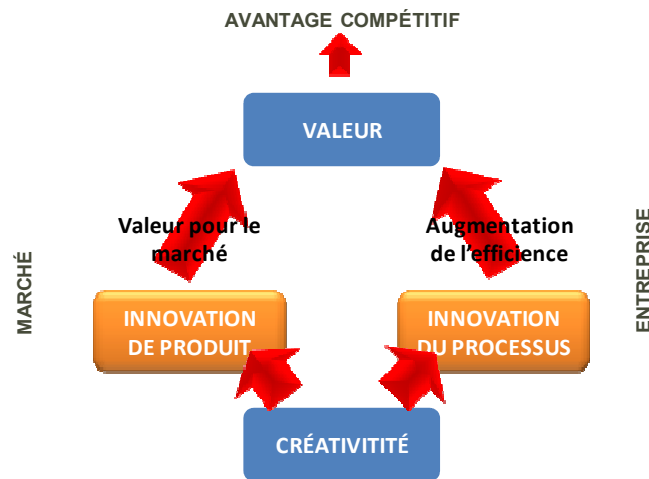 AVANTAGE COMPÉTITIF
VALEUR
Valeur pour le
marché
Augmentation
de l'efficience
MARCHÉ
ENTREPRISE
INNOVATION
DE PRODUIT
INNOVATION
DU PROCESSUS
CRÉATIVITITÉ